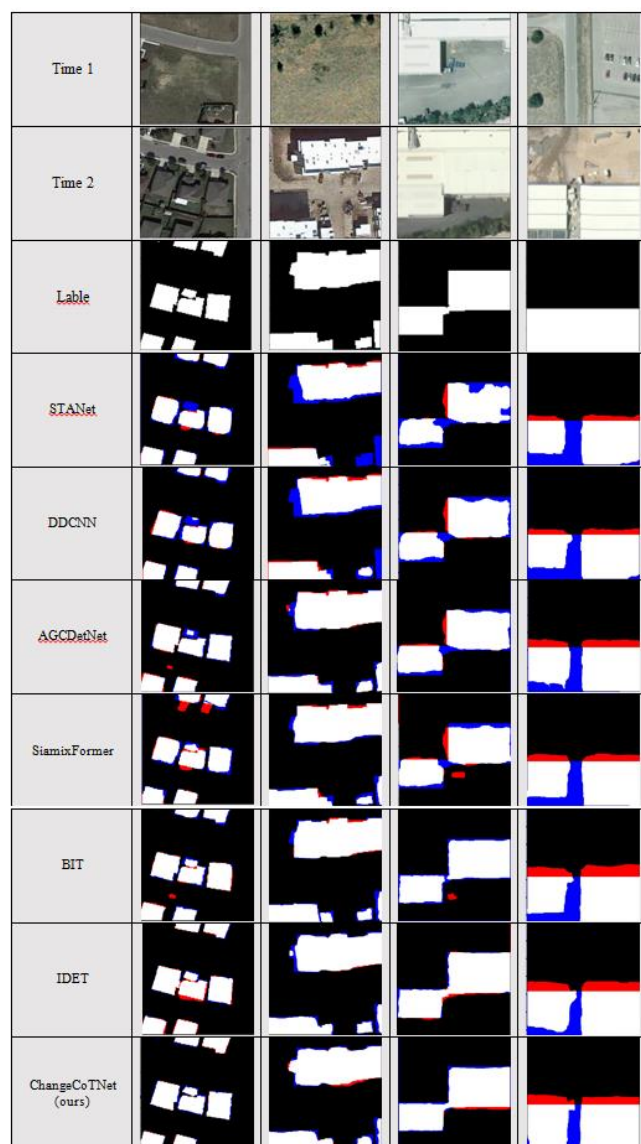 Time 1
Time 2
Lable
STANet
DDCNN
AGCDetNet
SiamixFormer
BIT
IDET
ChangeCoTNet
(ours)